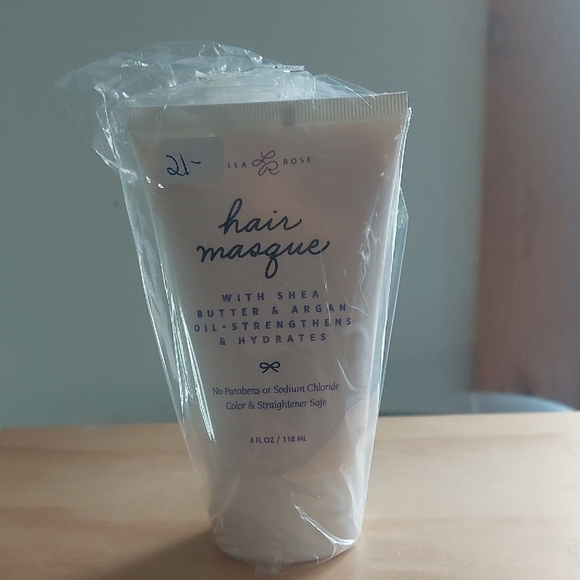 21-
LLA LR ROSE
hair
masque
WITH SHEA
BUTTER & ARGAN
OIL • STRENGTHENS
& HYDRATES
No Parabens or Sodium Chloride
Color & Straightener Safe
4 FL OZ / 118 ML